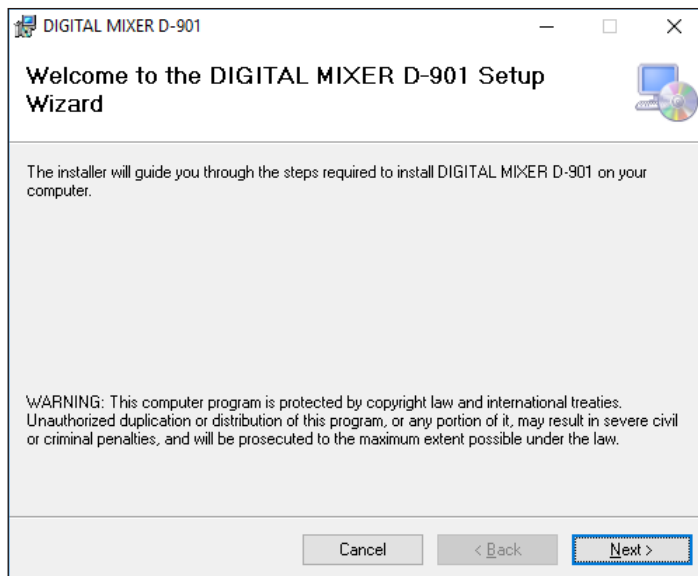 DIGITAL MIXER D-901
Welcome to the DIGITAL MIXER D-901 Setup
Wizard
The installer will guide you through the steps required to install DIGITAL MIXER D-901 on your
computer.
WARNING: This computer program is protected by copyright law and international treaties.
Unauthorized duplication or distribution of this program, or any portion of it, may result in severe civil
or criminal penalties, and will be prosecuted to the maximum extent possible under the law.
Cancel < Back Next >